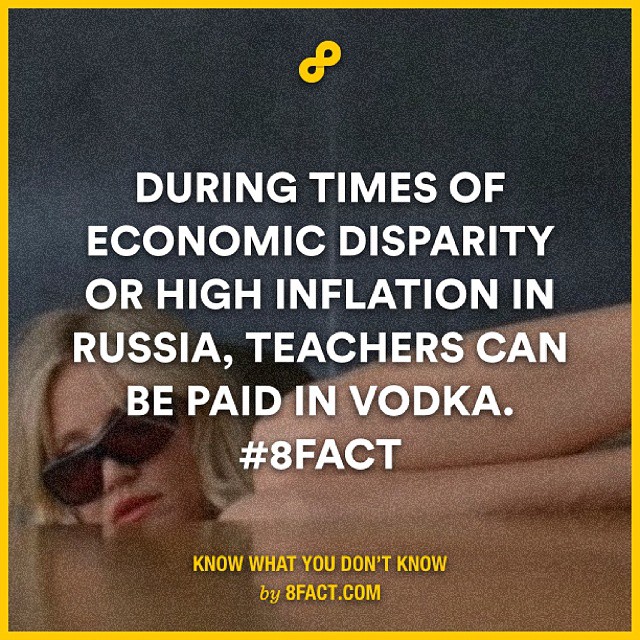 DURING TIMES OF
ECONOMIC DISPARITY
OR HIGH INFLATION IN
RUSSIA, TEACHERS CAN
BE PAID IN VODKA.
#8FACT
KNOW WHAT YOU DON'T KNOW
by 8FACT.COM